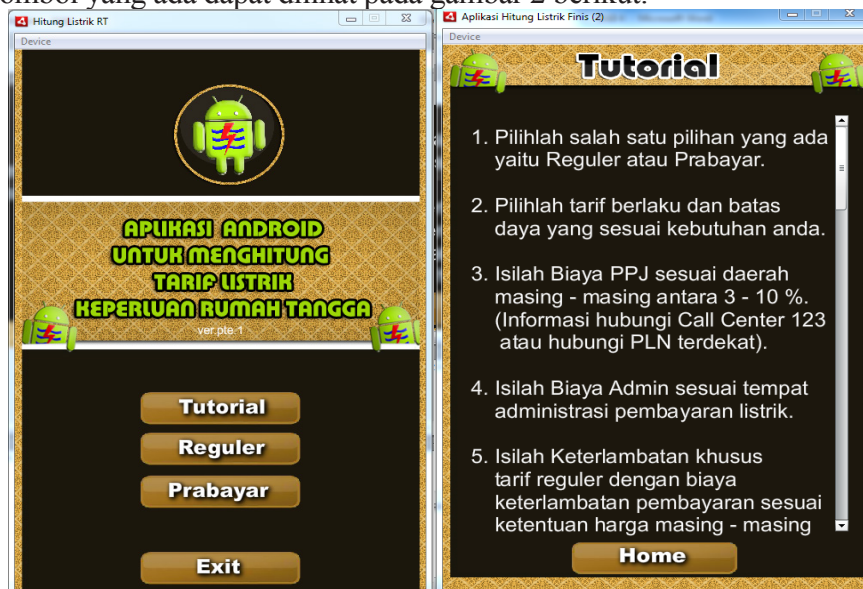 ombol yang ada dapat dilihat pada gambar 2 berikut.
Hitung Listrik RT
Device
APLIKASI ANDROID
UNTUK MENGHITUNG
TARIF LISTRIK
KEPERLUAN RUMAH TANGGA
ver.pte.1
Tutorial
Reguler
Prabayar
Exit
Aplikasi Hitung Listrik Finis (2)
Device
Tutorial
1. Pilihlah salah satu pilihan yang ada
yaitu Reguler atau Prabayar.
2. Pilihlah tarif berlaku dan batas
daya yang sesuai kebutuhan anda.
3. Isilah Biaya PPJ sesuai daerah
masing - masing antara 3 - 10 %.
(Informasi hubungi Call Center 123
atau hubungi PLN terdekat).
4. Isilah Biaya Admin sesuai tempat
administrasi pembayaran listrik.
5. Isilah Keterlambatan khusus
tarif reguler dengan biaya
keterlambatan pembayaran sesuai
ketentuan harga masing - masing
Home